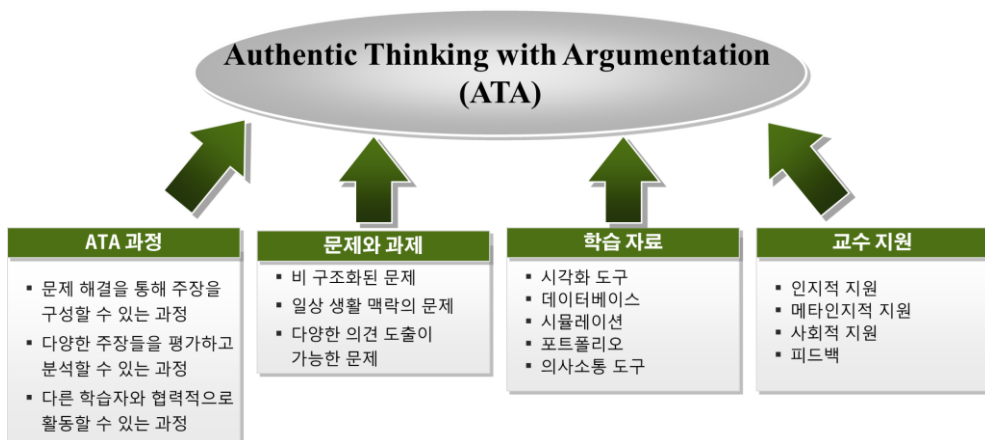 Authentic Thinking with Argumentation
(ATA)
ATA 과정
▪ 문제 해결을 통해 주장을
구성할 수 있는 과정
▪ 다양한 주장들을 평가하고
분석할 수 있는 과정
▪ 다른 학습자와 협력적으로
활동할 수 있는 과정
문제와 과제
▪ 비 구조화된 문제
▪ 일상 생활 맥락의 문제
▪ 다양한 의견 도출이
가능한 문제
학습 자료
▪ 시각화 도구
▪ 데이터베이스
▪ 시뮬레이션
▪ 포트폴리오
▪ 의사소통 도구
교수 지원
▪ 인지적 지원
▪ 메타인지적 지원
▪ 사회적 지원
▪ 피드백